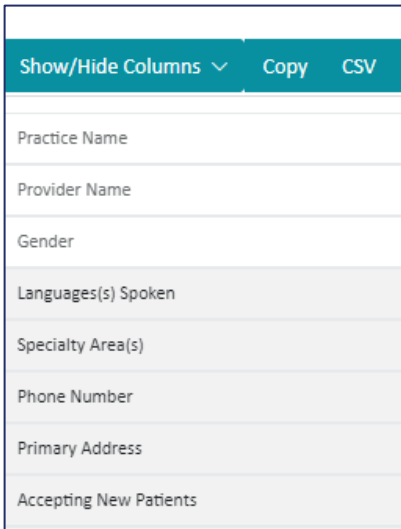 Show/Hide Columns Copy CSV
Practice Name
Provider Name
Gender
Languages(s) Spoken
Specialty Area(s)
Phone Number
Primary Address
Accepting New Patients